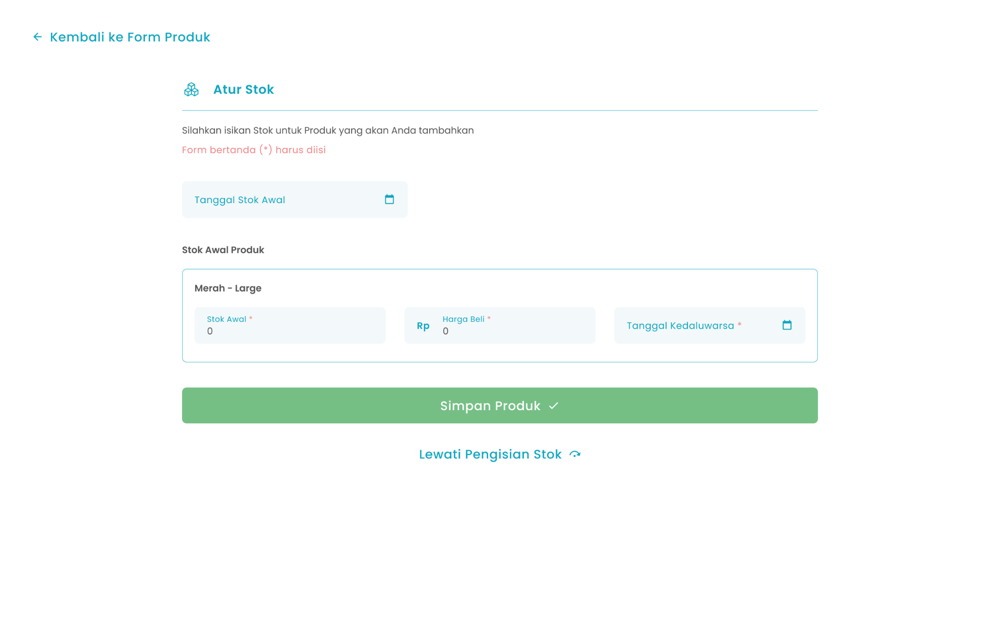 Kembali ke Form Produk
Atur Stok
Silahkan isikan Stok untuk Produk yang akan Anda tambahkan
Form bertanda (*) harus diisi
Tanggal Stok Awal
Stok Awal Produk
Merah - Large
Stok Awal *
0
Rp
Harga Beli *
0
Tanggal Kedaluwarsa *
Simpan Produk
Lewati Pengisian Stok